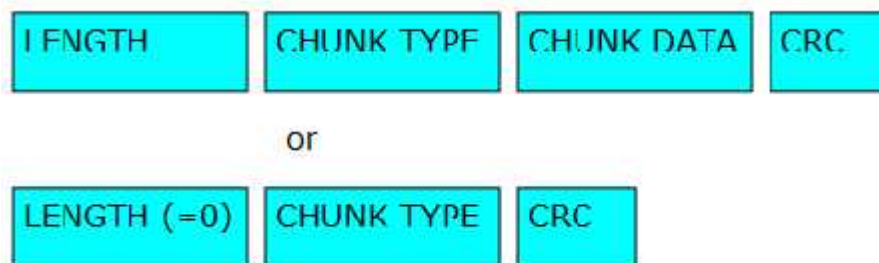 LENGTH CHUNK TYPE CHUNK DATA CRC
or
LENGTH (=0) CHUNK TYPE CRC